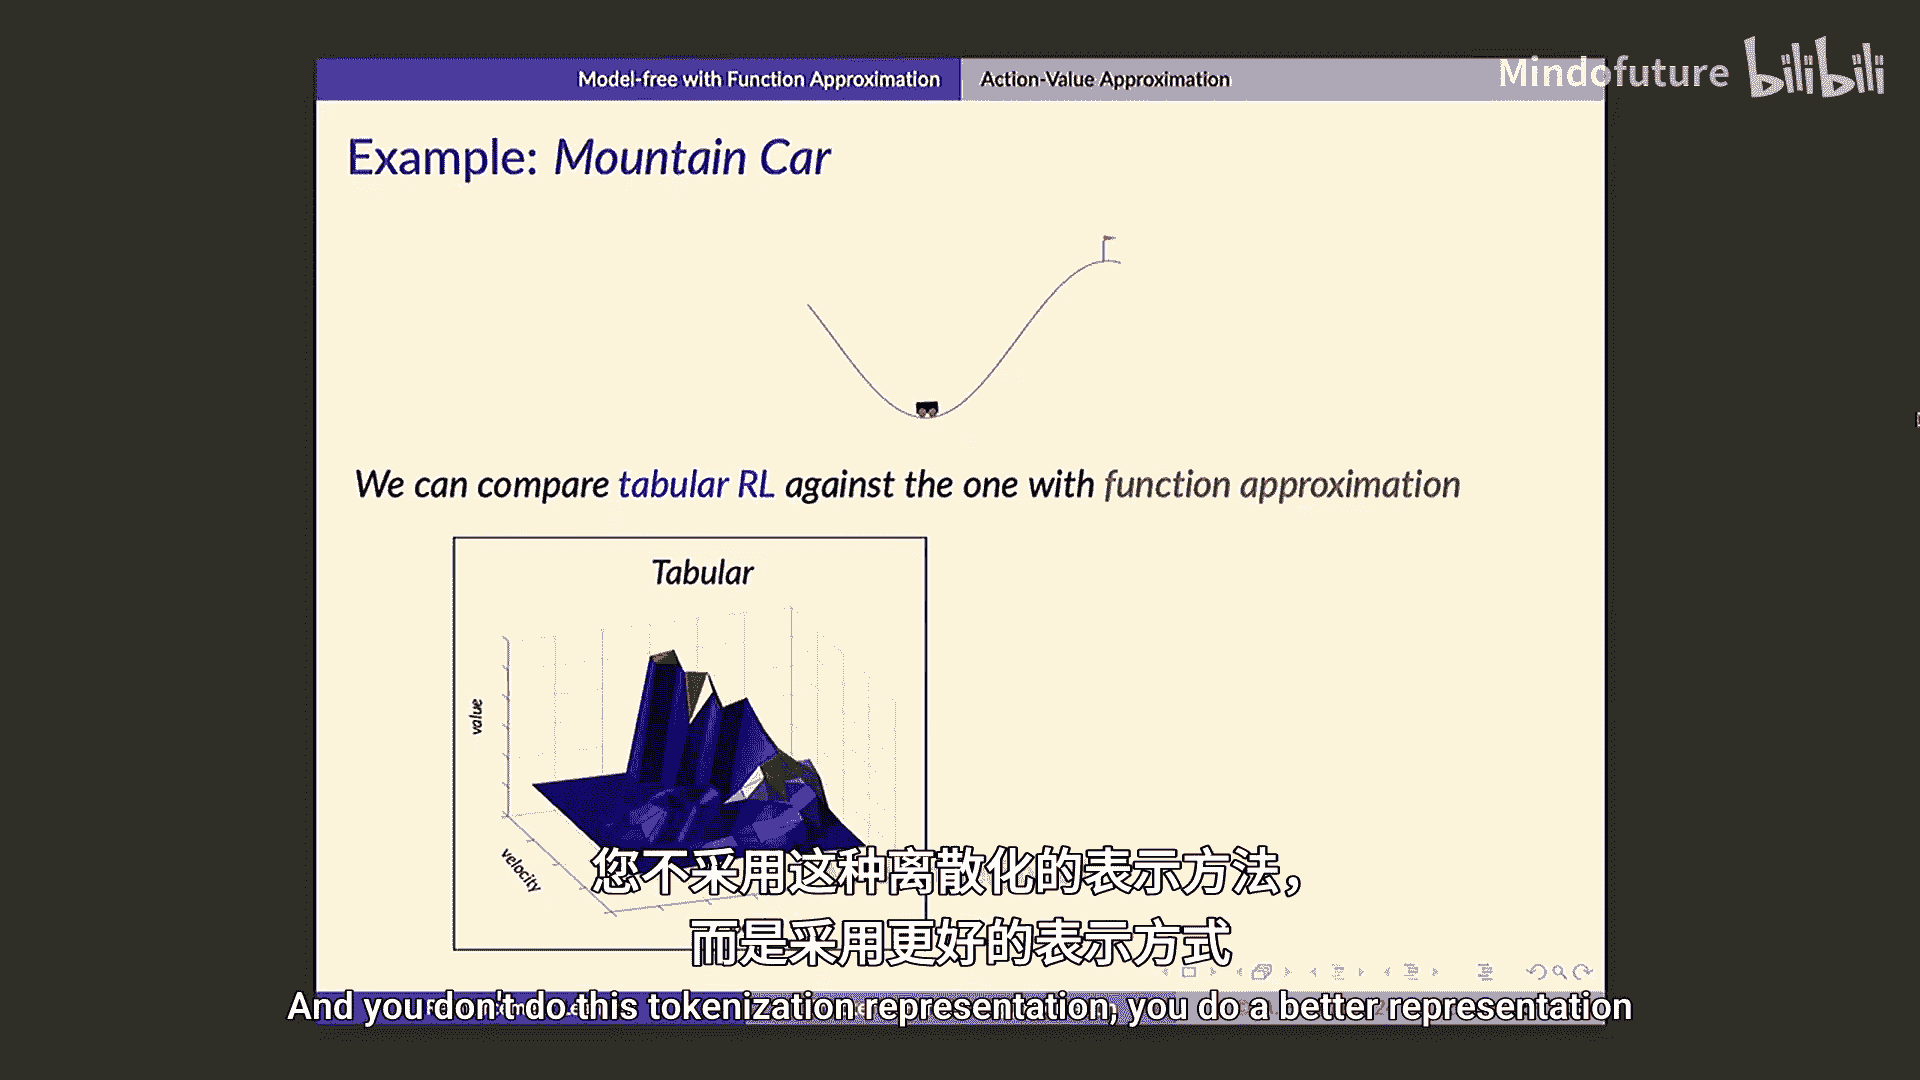 Model-free with Function Approximation
Action-Value Approximation
Mindofuture bilibili
Example: Mountain Car
We can compare tabular RL against the one with function approximation
Tabular
value
velocity
您不采用这种离散化的表示方法，
而是采用更好的表示方式
And you don't do this tokenization representation, you do a better representation